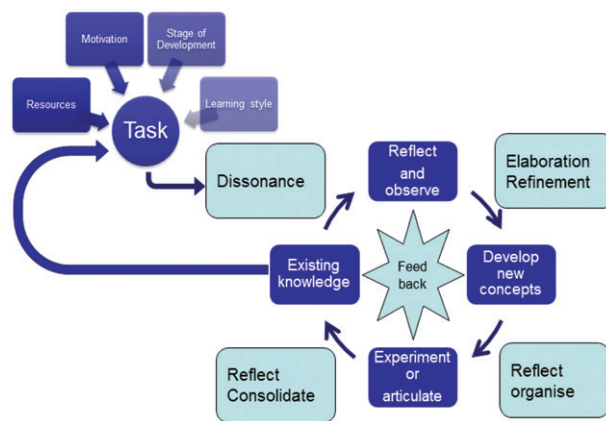 Motivation
Stage of
Development
Resources
Learning style
Task
Dissonance
Reflect
and
observe
Elaboration
Refinement
Existing
knowledge
Feed
back
Develop
new
concepts
Reflect
Consolidate
Experiment
or
articulate
Reflect
organise